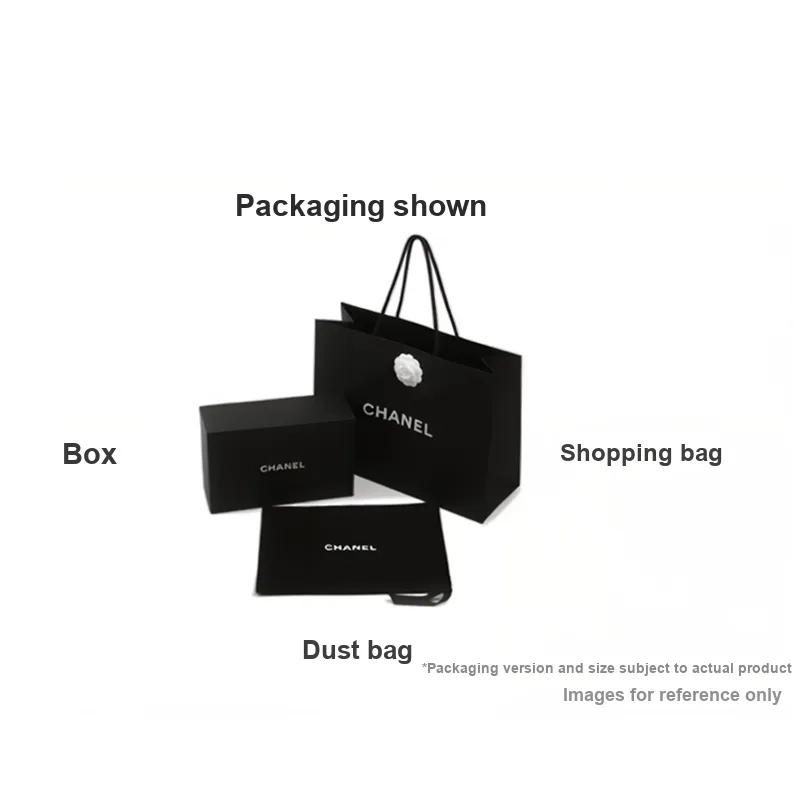 Packaging shown
CHANEL
Box
CHANEL
Shopping bag
CHANEL
Dust bag
*Packaging version and size subject to actual product
Images for reference only